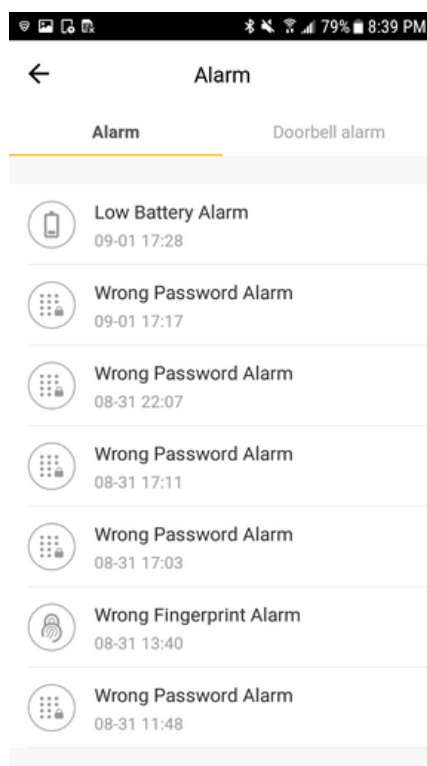 79% 8:39 PM
Alarm
Alarm Doorbell alarm
Low Battery Alarm
09-01 17:28
Wrong Password Alarm
09-01 17:17
Wrong Password Alarm
08-31 22:07
Wrong Password Alarm
08-31 17:11
Wrong Password Alarm
08-31 17:03
Wrong Fingerprint Alarm
08-31 13:40
Wrong Password Alarm
08-31 11:48